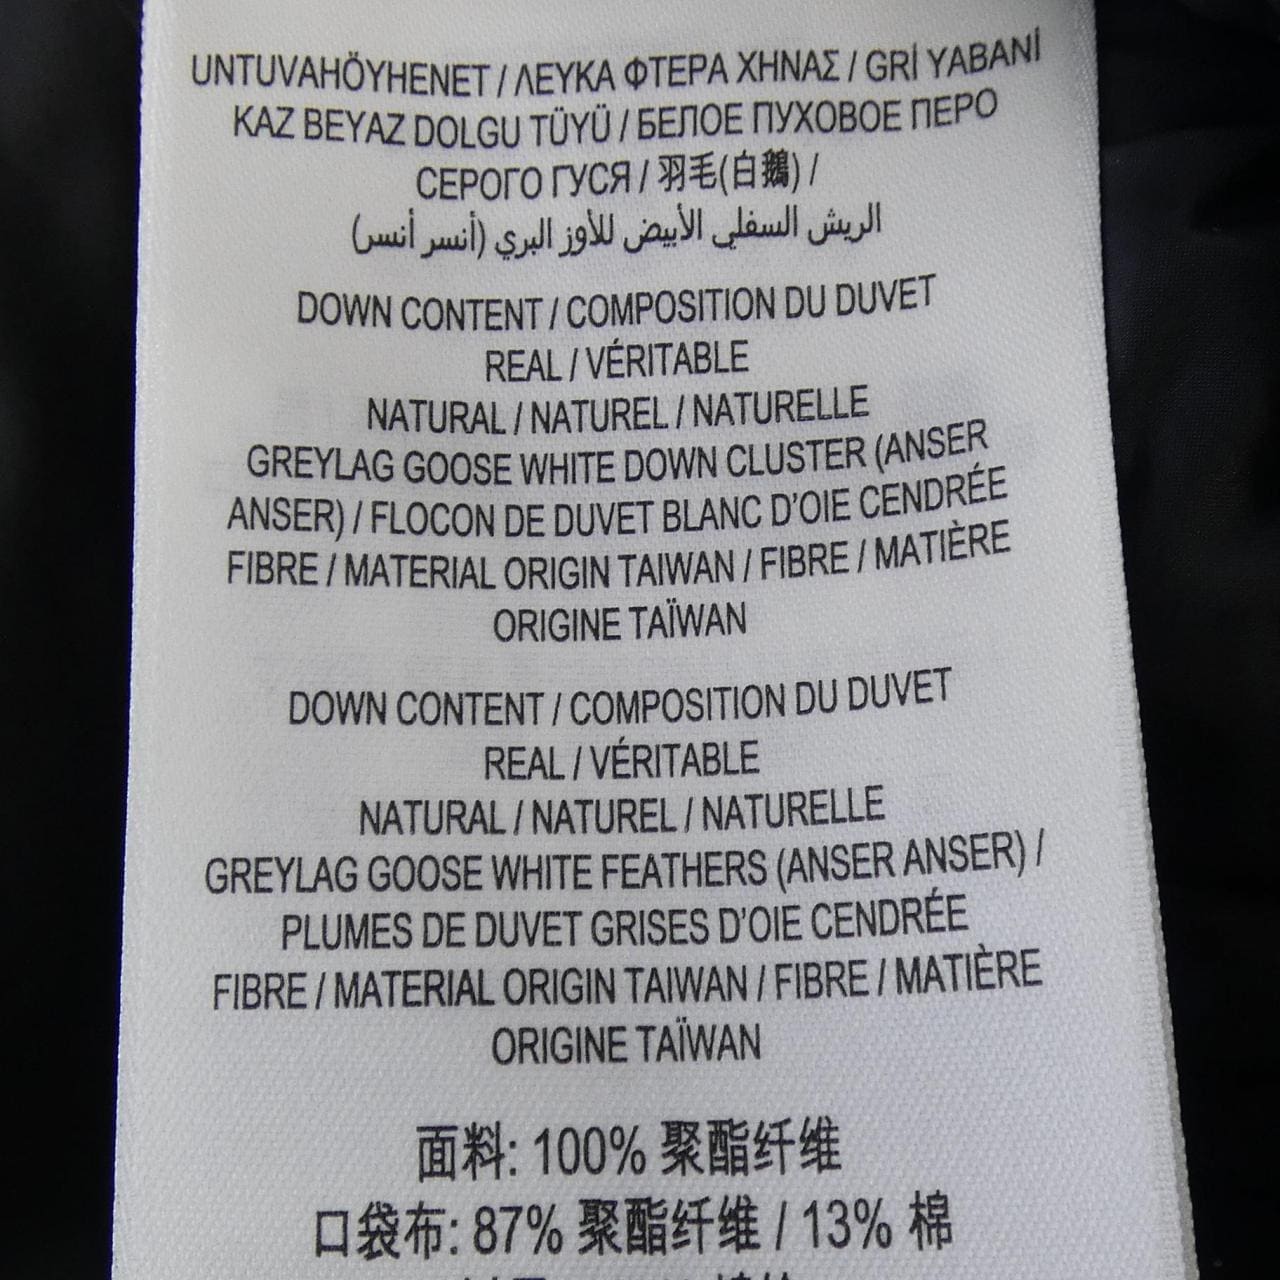 UNTUVAHÖYHENET / ΛΕΥΚΑ ΦΤΕΡΑ ΧΗΝΑΣ / GRİ YABANİ
KAZ BEYAZ DOLGU TÜYÜ / БЕЛОЕ ПУХОВОЕ ПЕРО
СЕРОГО ГУСЯ / 羽毛(白鵝) /
الريش السفلي الأبيض للأوز البري (أنسر أنسر)
DOWN CONTENT / COMPOSITION DU DUVET
REAL / VÉRITABLE
NATURAL / NATUREL / NATURELLE
GREYLAG GOOSE WHITE DOWN CLUSTER (ANSER
ANSER) / FLOCON DE DUVET BLANC D'OIE CENDRÉE
FIBRE / MATERIAL ORIGIN TAIWAN / FIBRE / MATIÈRE
ORIGINE TAÏWAN
DOWN CONTENT / COMPOSITION DU DUVET
REAL / VÉRITABLE
NATURAL / NATUREL / NATURELLE
GREYLAG GOOSE WHITE FEATHERS (ANSER ANSER) /
PLUMES DE DUVET GRISES D'OIE CENDRÉE
FIBRE / MATERIAL ORIGIN TAIWAN / FIBRE / MATIÈRE
ORIGINE TAÏWAN
面料: 100% 聚酯纤维
口袋布: 87% 聚酯纤维 / 13% 棉